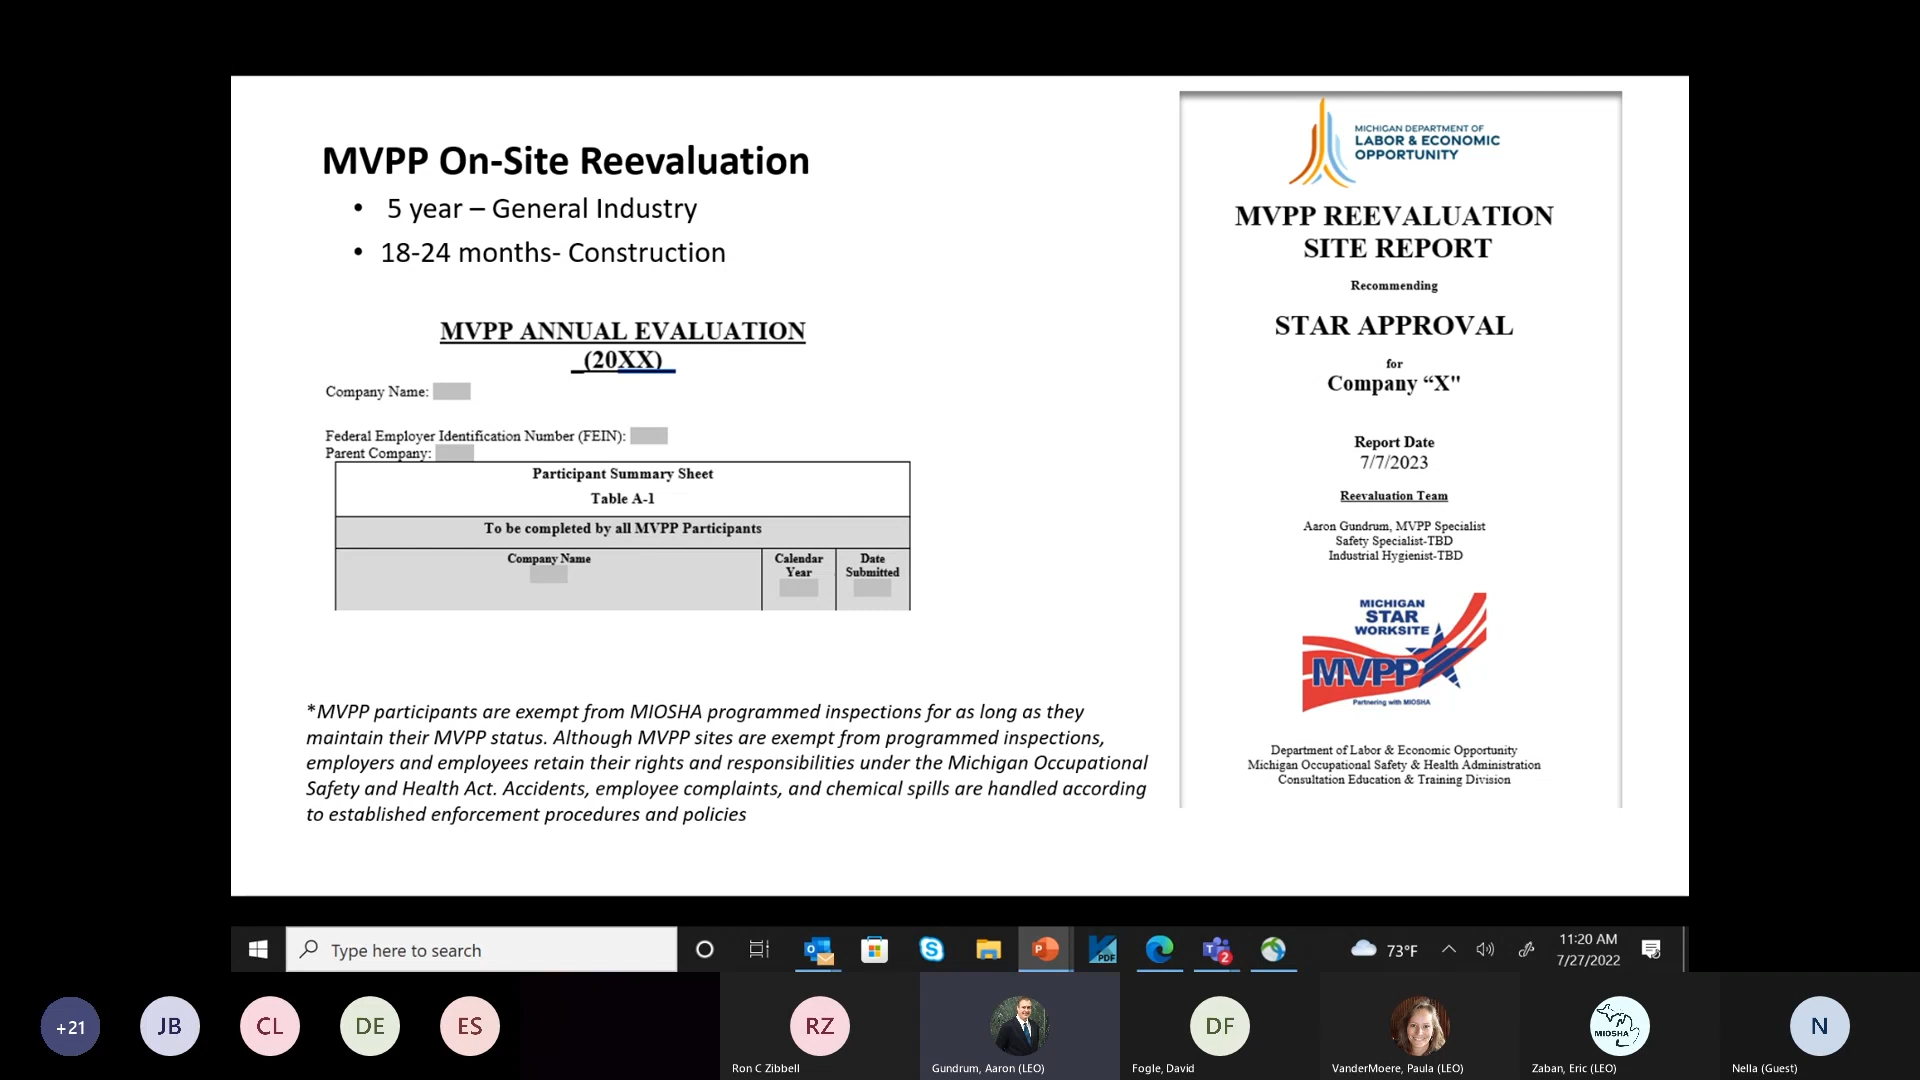 MVPP On-Site Reevaluation
• 5 year – General Industry
• 18-24 months- Construction
MVPP ANNUAL EVALUATION
(20XX)
Company Name:
Federal Employer Identification Number (FEIN):
Parent Company:
Participant Summary Sheet
Table A-1
To be completed by all MVPP Participants
Company Name
Calendar
Year
Date
Submitted
*MVPP participants are exempt from MIOSHA programmed inspections for as long as they
maintain their MVPP status. Although MVPP sites are exempt from programmed inspections,
employers and employees retain their rights and responsibilities under the Michigan Occupational
Safety and Health Act. Accidents, employee complaints, and chemical spills are handled according
to established enforcement procedures and policies
MICHIGAN DEPARTMENT OF
LABOR & ECONOMIC
OPPORTUNITY
MVPP REEVALUATION
SITE REPORT
Recommending
STAR APPROVAL
for
Company “X"
Report Date
7/7/2023
Reevaluation Team
Aaron Gundrum, MVPP Specialist
Safety Specialist-TBD
Industrial Hygienist-TBD
MICHIGAN
STAR
WORKSITE
MVPP
Partnering with MIOSHA
Department of Labor & Economic Opportunity
Michigan Occupational Safety & Health Administration
Consultation Education & Training Division
Type here to search
PDF
2
73°F
11:20 AM
7/27/2022
+21
JB
CL
DE
ES
RZ
Ron C Zibbell
Gundrum, Aaron (LEO)
DF
Fogle, David
VanderMoere, Paula (LEO)
MIOSHA
Zaban, Eric (LEO)
N
Nella (Guest)